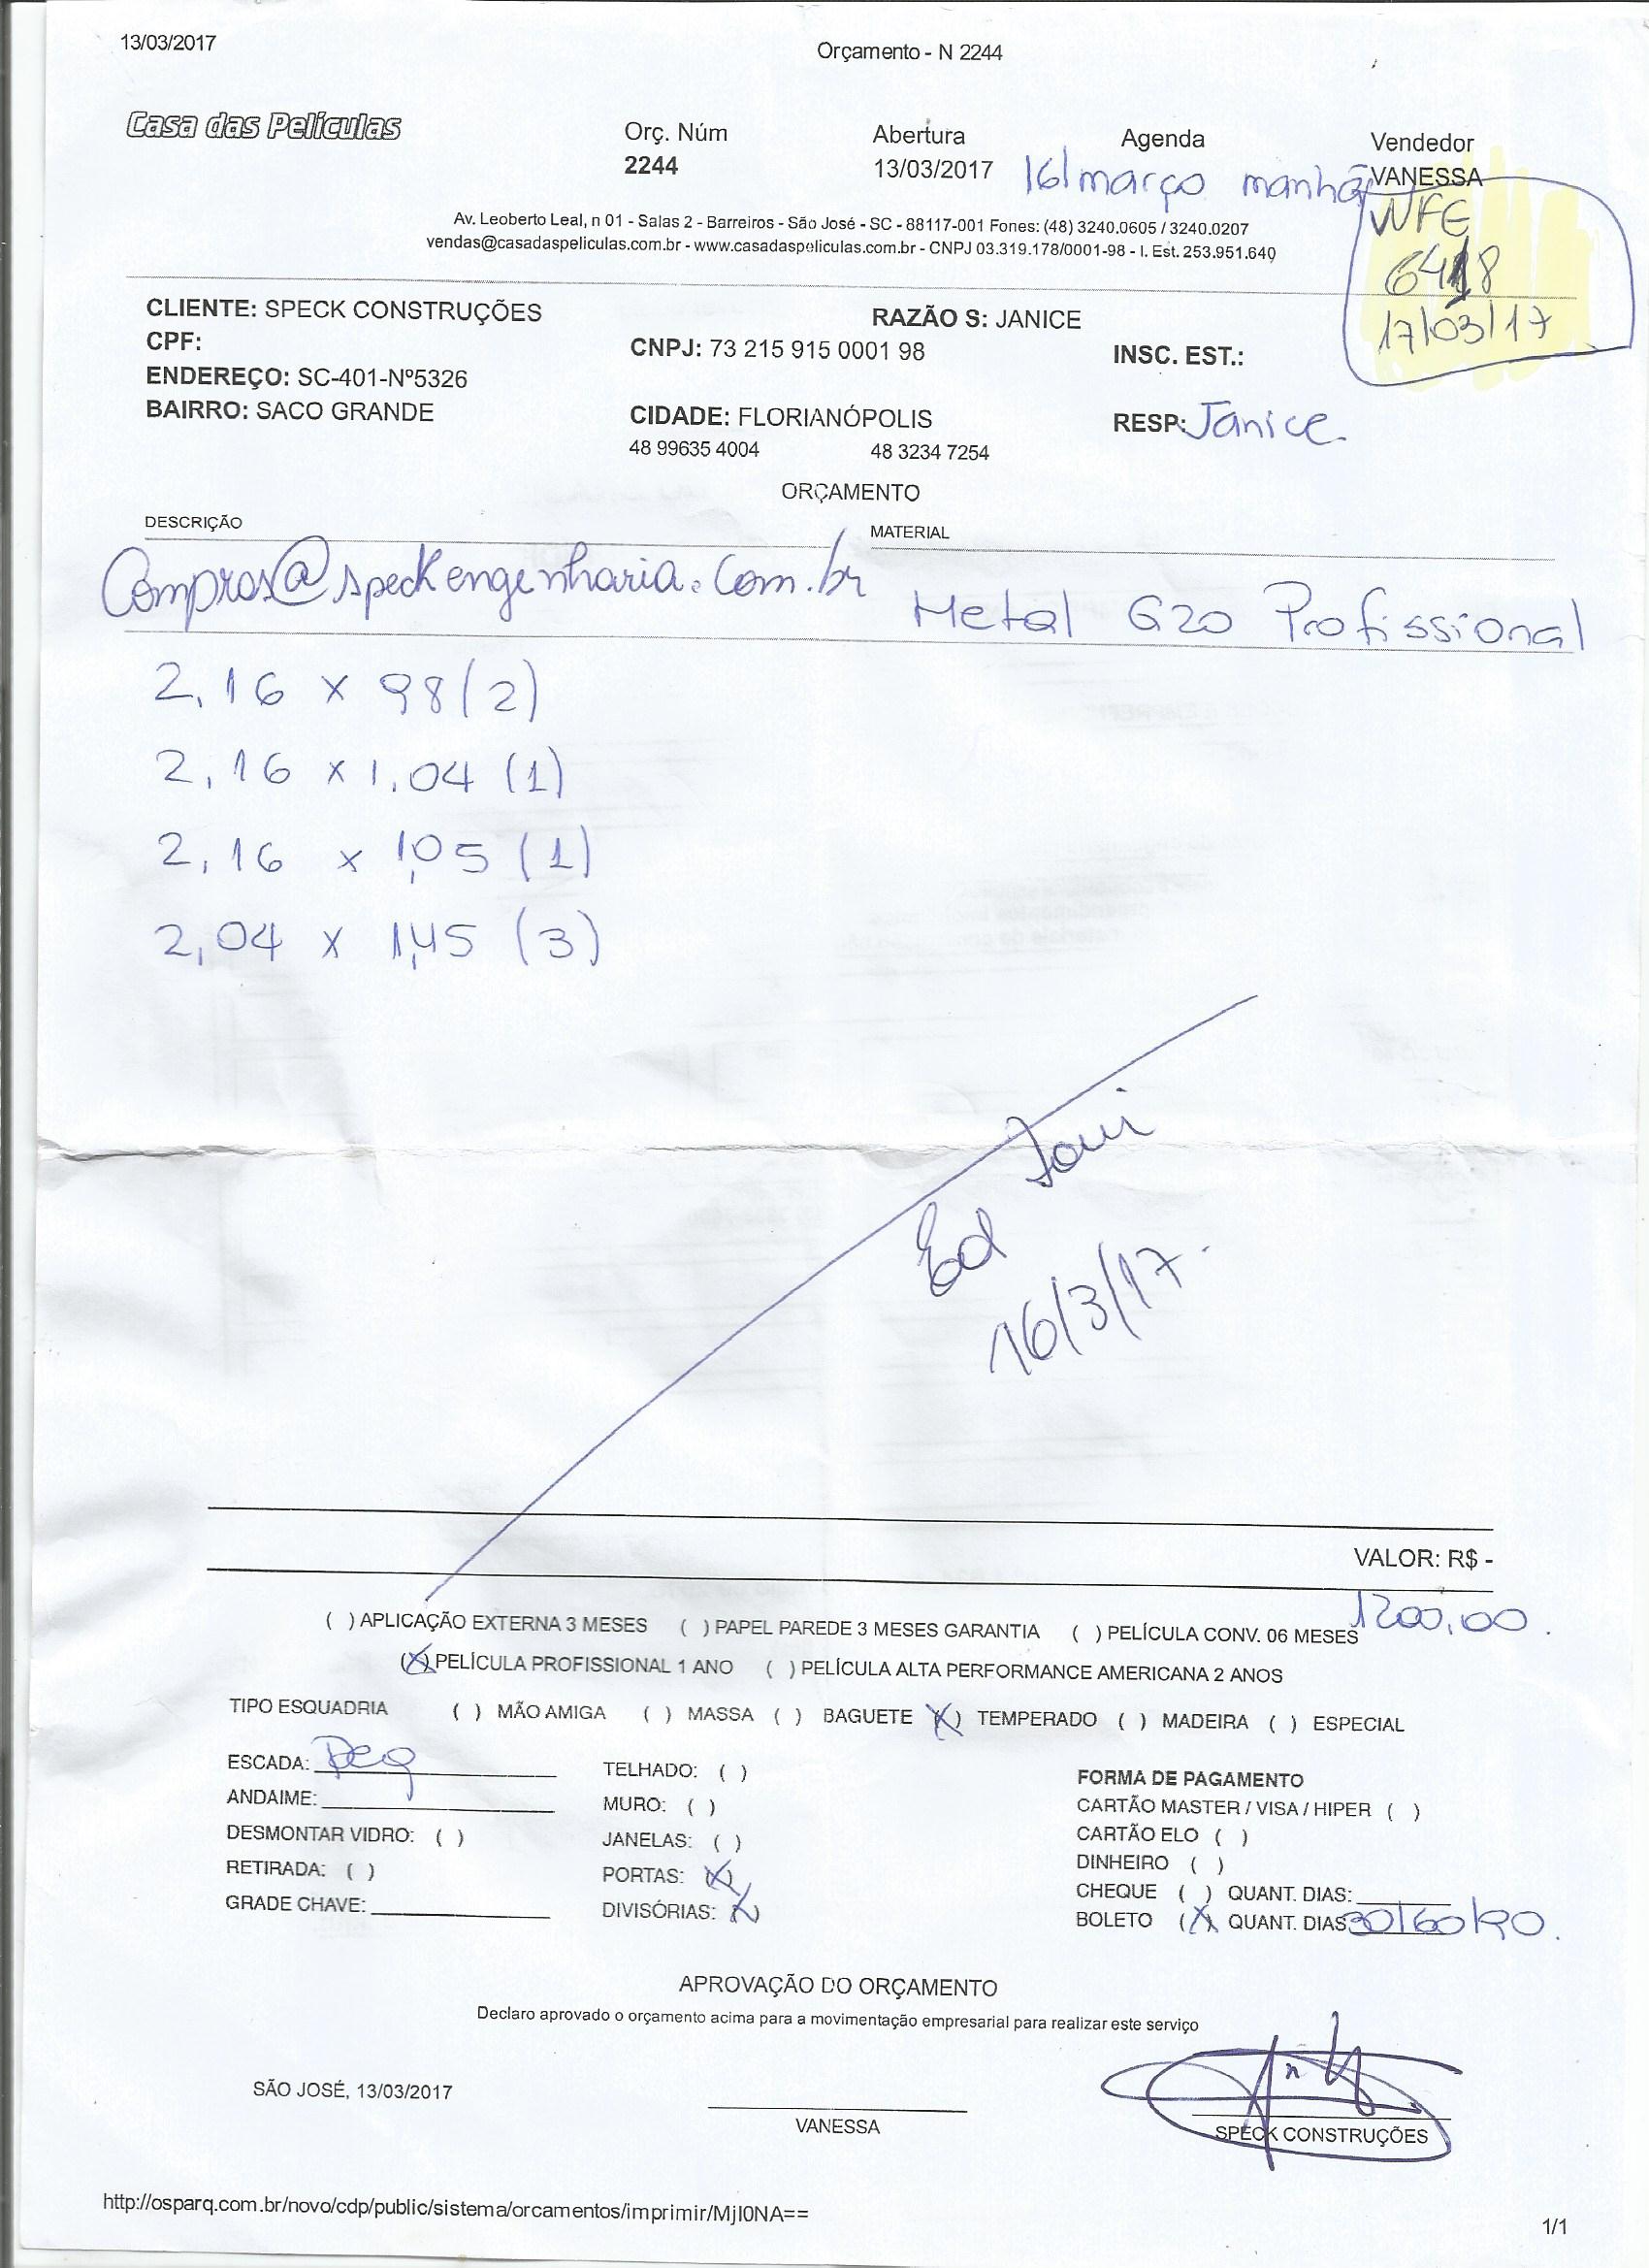 13/03/2017
Orçamento - N 2244
Casa das Películas
Orç. Núm
2244
Abertura
13/03/2017
Agenda
16/março manhã
Vendedor
VANESSA
NFE
6418
17/03/17
Av. Leoberto Leal, n 01 - Salas 2 - Barreiros - São José - SC - 88117-001 Fones: (48) 3240.0605 / 3240.0207
vendas@casadaspeliculas.com.br - www.casadaspeliculas.com.br - CNPJ 03.319.178/0001-98 - I. Est. 253.951.640
CLIENTE: SPECK CONSTRUÇÕES
RAZÃO S: JANICE
CPF:
CNPJ: 73 215 915 0001 98
INSC. EST.:
ENDEREÇO: SC-401-Nº5326
BAIRRO: SACO GRANDE
CIDADE: FLORIANÓPOLIS
RESP: Janice.
48 99635 4004
48 3234 7254
ORÇAMENTO
DESCRIÇÃO
MATERIAL
Compras@speckengenharia.com.br
Metal G20 Profissional
2,16 x 98 (2)
2,16 x 1.04 (1)
2,16 x 1,05 (1)
2,04 x 1,45 (3)
Ed
16/3/17.
VALOR: R$ -
1200,00.
( ) APLICAÇÃO EXTERNA 3 MESES ( ) PAPEL PAREDE 3 MESES GARANTIA ( ) PELÍCULA CONV. 06 MESES
(X) PELÍCULA PROFISSIONAL 1 ANO ( ) PELÍCULA ALTA PERFORMANCE AMERICANA 2 ANOS
TIPO ESQUADRIA ( ) MÃO AMIGA ( ) MASSA ( ) BAGUETE (X) TEMPERADO ( ) MADEIRA ( ) ESPECIAL
ESCADA: Peq
TELHADO: ( )
FORMA DE PAGAMENTO
ANDAIME:
MURO: ( )
CARTÃO MASTER / VISA / HIPER ( )
DESMONTAR VIDRO: ( )
JANELAS: ( )
CARTÃO ELO ( )
RETIRADA: ( )
PORTAS: (X)
DINHEIRO ( )
GRADE CHAVE:
DIVISÓRIAS: (X)
CHEQUE ( ) QUANT. DIAS:
BOLETO (X) QUANT. DIAS 30/60/90.
APROVAÇÃO DO ORÇAMENTO
Declaro aprovado o orçamento acima para a movimentação empresarial para realizar este serviço
SÃO JOSÉ, 13/03/2017
VANESSA
SPECK CONSTRUÇÕES
http://osparq.com.br/novo/cdp/public/sistema/orcamentos/imprimir/MjI0NA==
1/1